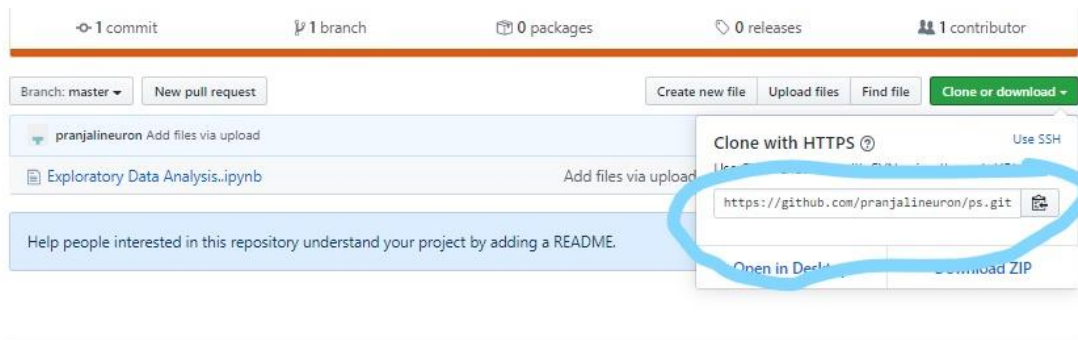 1 commit
1 branch
0 packages
0 releases
1 contributor
Branch: master
New pull request
Create new file
Upload files
Find file
Clone or download
pranjalineuron Add files via upload
Clone with HTTPS
Use SSH
Exploratory Data Analysis..ipynb
Add files via upload
https://github.com/pranjalineuron/ps.git
Help people interested in this repository understand your project by adding a README.
Open in
ZIP